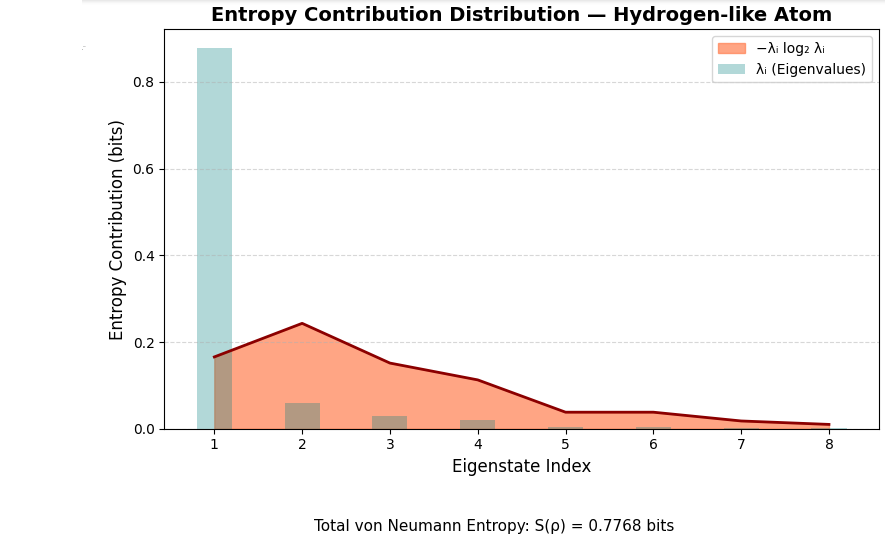 Entropy Contribution Distribution — Hydrogen-like Atom
−λᵢ log₂ λᵢ
λᵢ (Eigenvalues)
Entropy Contribution (bits)
0.8
0.6
0.4
0.2
0.0
1 2 3 4 5 6 7 8
Eigenstate Index
Total von Neumann Entropy: S(ρ) = 0.7768 bits